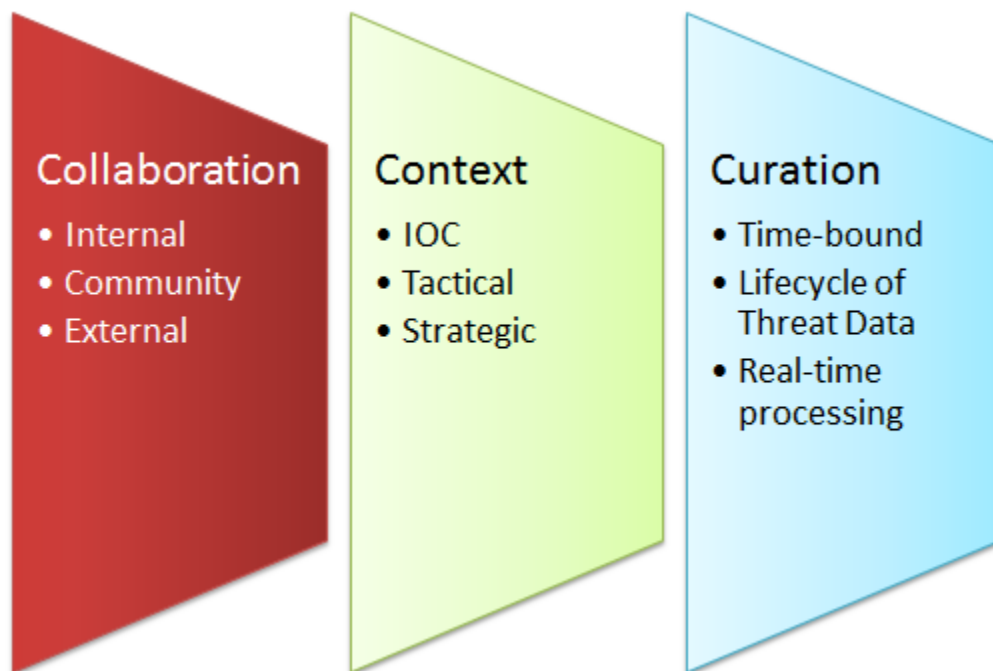 Collaboration
• Internal
• Community
• External
Context
• IOC
• Tactical
• Strategic
Curation
• Time-bound
• Lifecycle of
Threat Data
• Real-time
processing